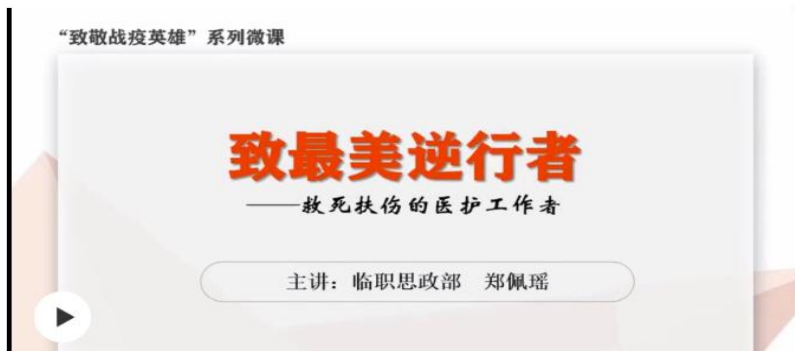 “致敬战疫英雄”系列微课
致最美逆行者
——救死扶伤的医护工作者
主讲：临职思政部 郑佩瑶